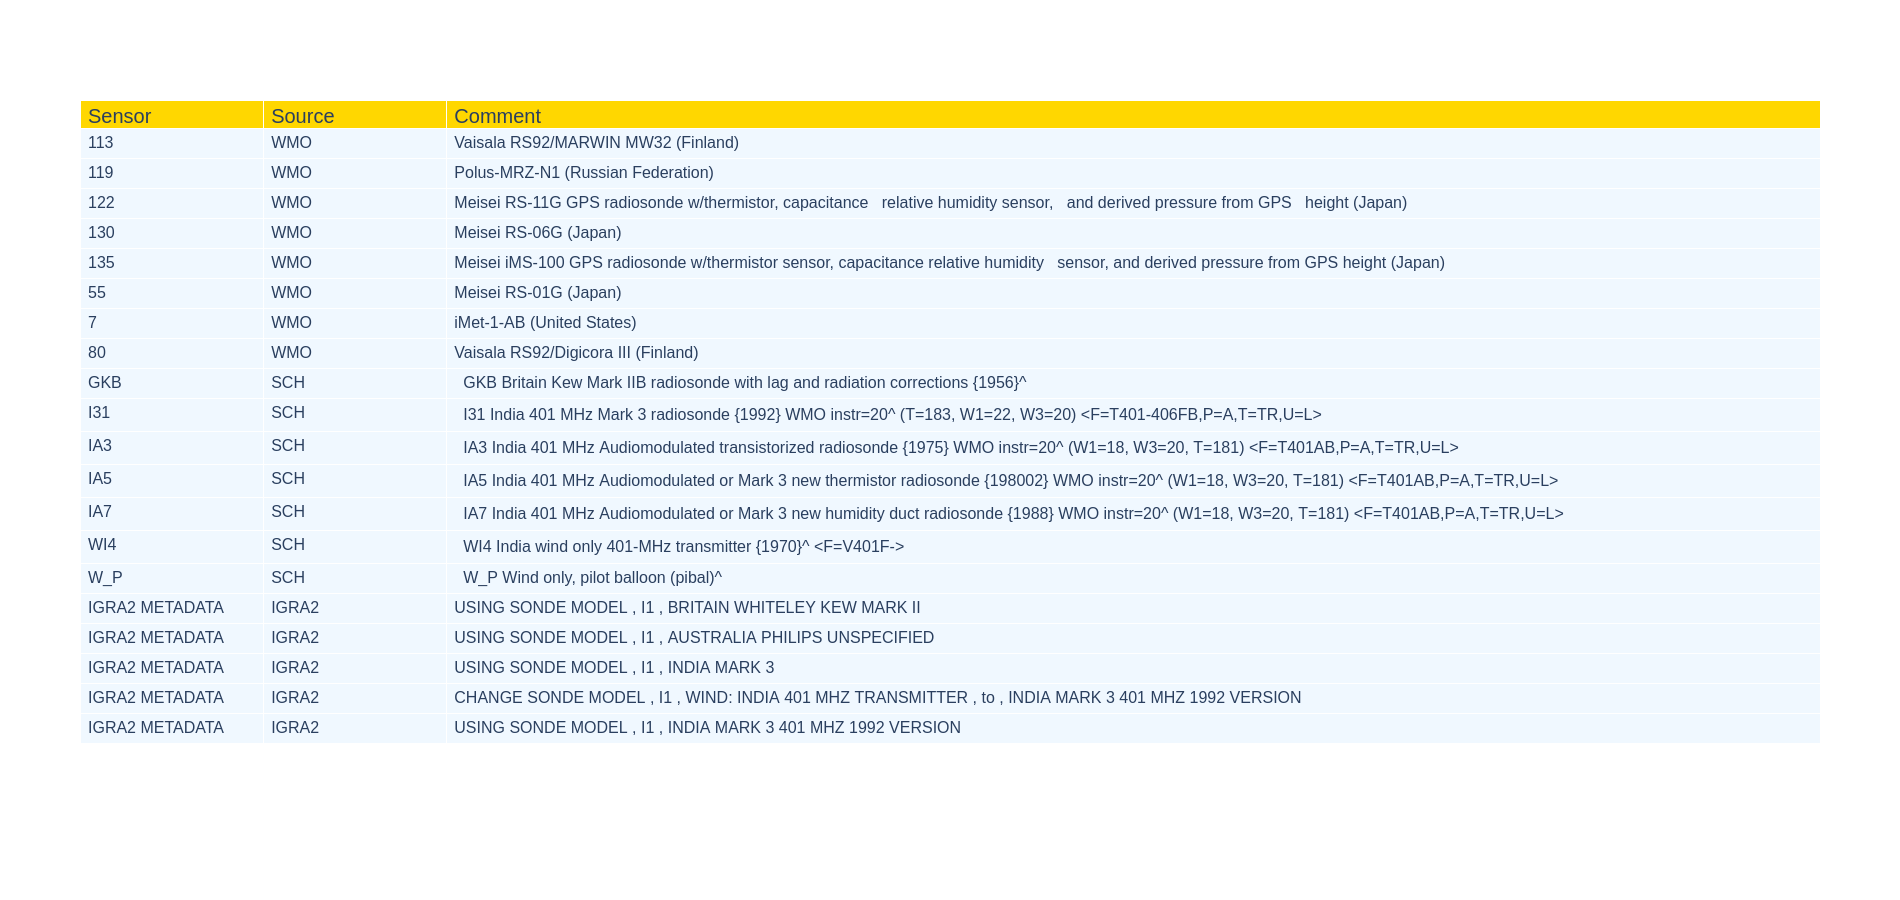 Sensor Source Comment
113 WMO Vaisala RS92/MARWIN MW32 (Finland)
119 WMO Polus-MRZ-N1 (Russian Federation)
122 WMO Meisei RS-11G GPS radiosonde w/thermistor, capacitance   relative humidity sensor,   and derived pressure from GPS   height (Japan)
130 WMO Meisei RS-06G (Japan)
135 WMO Meisei iMS-100 GPS radiosonde w/thermistor sensor, capacitance relative humidity   sensor, and derived pressure from GPS height (Japan)
55 WMO Meisei RS-01G (Japan)
7 WMO iMet-1-AB (United States)
80 WMO Vaisala RS92/Digicora III (Finland)
GKB SCH GKB Britain Kew Mark IIB radiosonde with lag and radiation corrections {1956}^
I31 SCH I31 India 401 MHz Mark 3 radiosonde {1992} WMO instr=20^ (T=183, W1=22, W3=20) <F=T401-406FB,P=A,T=TR,U=L>
IA3 SCH IA3 India 401 MHz Audiomodulated transistorized radiosonde {1975} WMO instr=20^ (W1=18, W3=20, T=181) <F=T401AB,P=A,T=TR,U=L>
IA5 SCH IA5 India 401 MHz Audiomodulated or Mark 3 new thermistor radiosonde {198002} WMO instr=20^ (W1=18, W3=20, T=181) <F=T401AB,P=A,T=TR,U=L>
IA7 SCH IA7 India 401 MHz Audiomodulated or Mark 3 new humidity duct radiosonde {1988} WMO instr=20^ (W1=18, W3=20, T=181) <F=T401AB,P=A,T=TR,U=L>
WI4 SCH WI4 India wind only 401-MHz transmitter {1970}^ <F=V401F->
W_P SCH W_P Wind only, pilot balloon (pibal)^
IGRA2 METADATA IGRA2 USING SONDE MODEL , I1 , BRITAIN WHITELEY KEW MARK II
IGRA2 METADATA IGRA2 USING SONDE MODEL , I1 , AUSTRALIA PHILIPS UNSPECIFIED
IGRA2 METADATA IGRA2 USING SONDE MODEL , I1 , INDIA MARK 3
IGRA2 METADATA IGRA2 CHANGE SONDE MODEL , I1 , WIND: INDIA 401 MHZ TRANSMITTER , to , INDIA MARK 3 401 MHZ 1992 VERSION
IGRA2 METADATA IGRA2 USING SONDE MODEL , I1 , INDIA MARK 3 401 MHZ 1992 VERSION